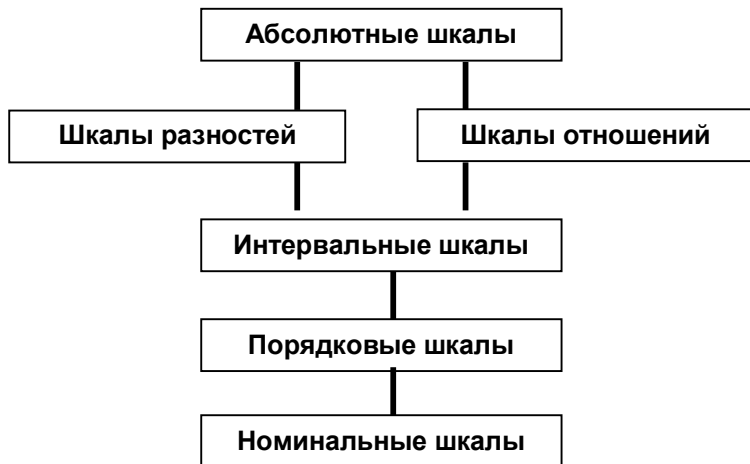 Абсолютные шкалы
Шкалы разностей
Шкалы отношений
Интервальные шкалы
Порядковые шкалы
Номинальные шкалы